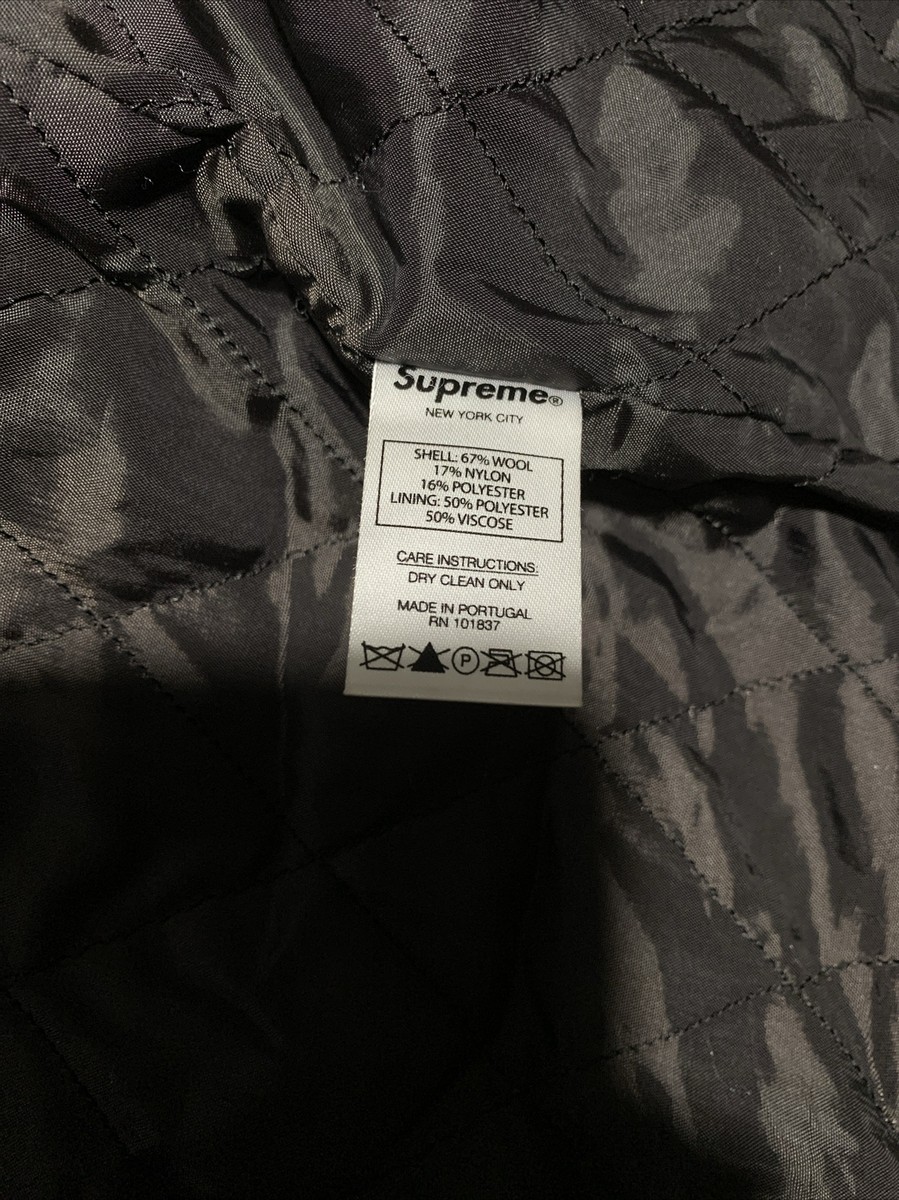 Supreme®
NEW YORK CITY
SHELL: 67% WOOL
17% NYLON
16% POLYESTER
LINING: 50% POLYESTER
50% VISCOSE
CARE INSTRUCTIONS:
DRY CLEAN ONLY
MADE IN PORTUGAL
RN 101837
P